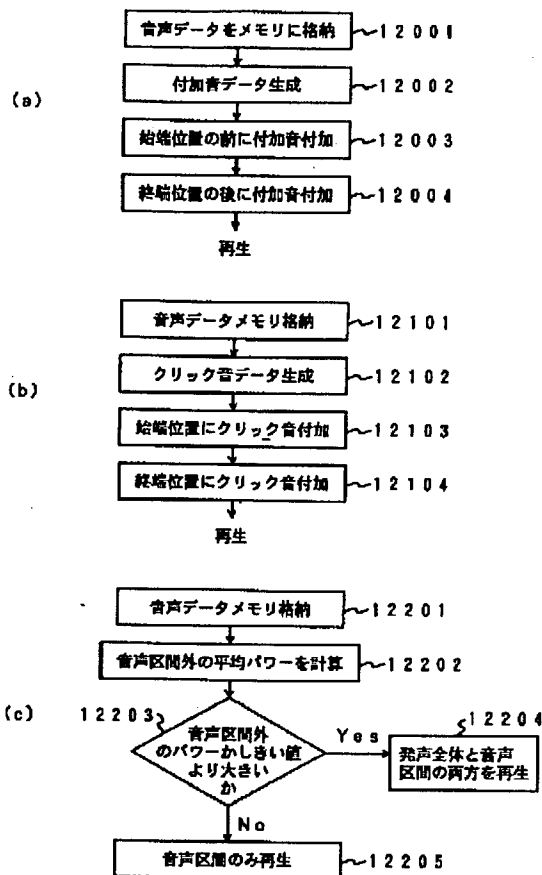 (a)
音声データをメモリに格納 12001
付加音データ生成 12002
始端位置の前に付加音付加 12003
終端位置の後に付加音付加 12004
再生
(b)
音声データメモリ格納 12101
クリック音データ生成 12102
始端位置にクリック音付加 12103
終端位置にクリック音付加 12104
再生
(c)
音声データメモリ格納 12201
音声区間外の平均パワーを計算 12202
12203
音声区間外
のパワーがしきい値
より大きい
か
Yes
12204
発声全体と音声
区間の両方を再生
No
音声区間のみ再生 12205